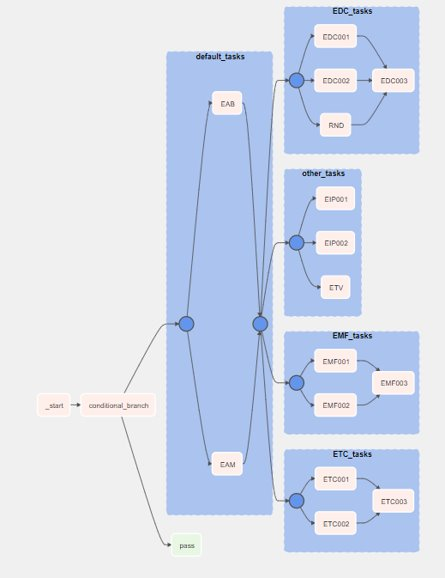 EDC_tasks
EDC001
default_tasks
EDC002
EDC003
EAB
RND
other_tasks
EIP001
EIP002
ETV
EMF_tasks
EMF001
EMF003
_start
conditional_branch
EMF002
ETC_tasks
EAM
ETC001
ETC003
ETC002
pass